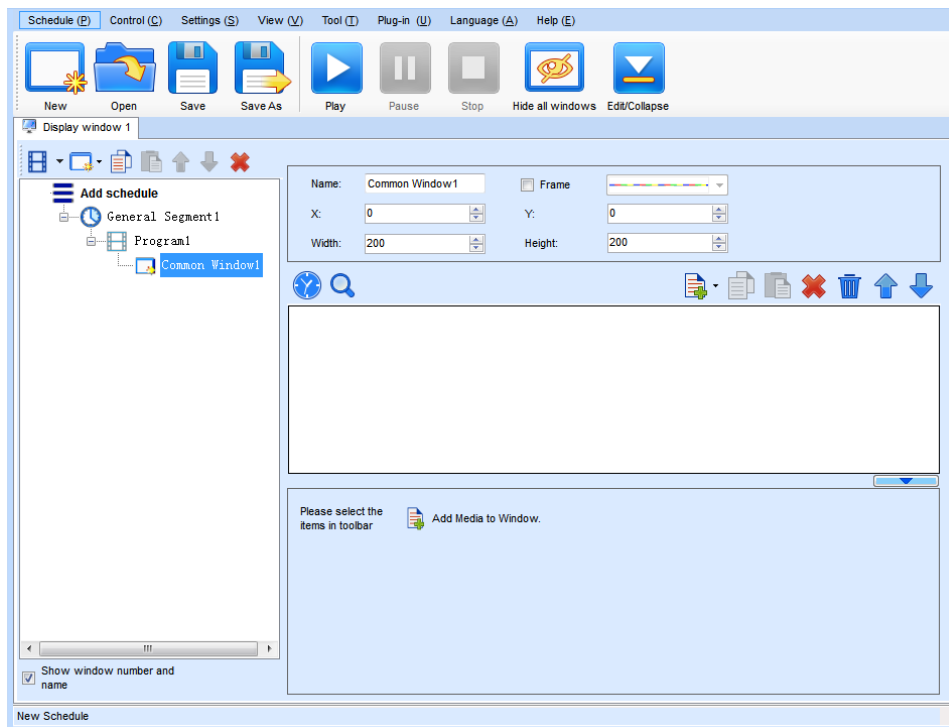 Schedule (P) Control (C) Settings (S) View (V) Tool (T) Plug-in (U) Language (A) Help (E)
New Open Save Save As Play Pause Stop Hide all windows Edit/Collapse
Display window 1
Add schedule
General Segment1
Program1
Common Window1
Name: Common Window1 Frame
X: 0 Y: 0
Width: 200 Height: 200
Please select the
items in toolbar
Add Media to Window.
Show window number and
name
New Schedule